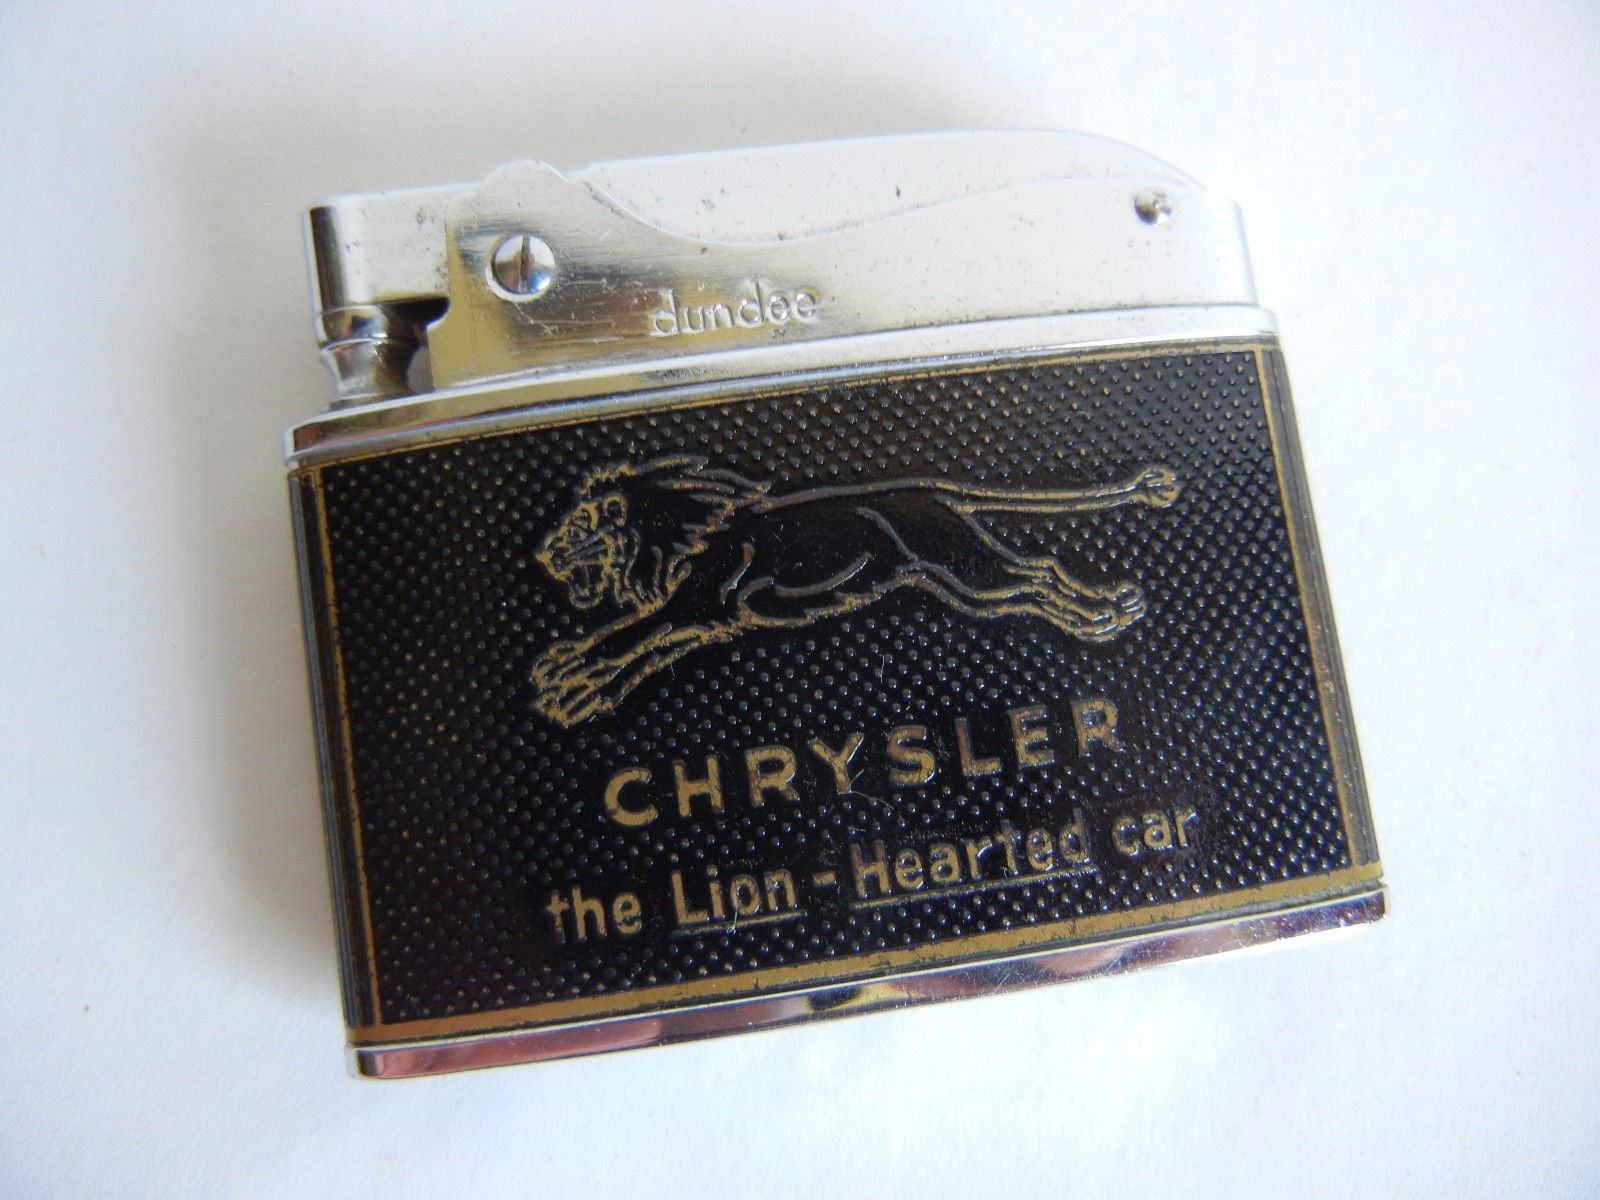 dundee
CHRYSLER
the Lion - Hearted car